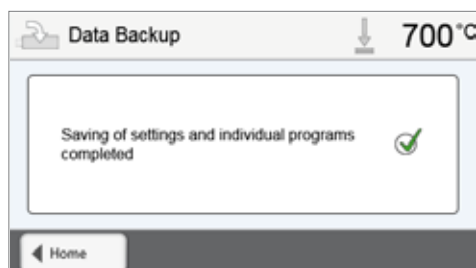 Data Backup
700°C
Saving of settings and individual programs
completed
Home